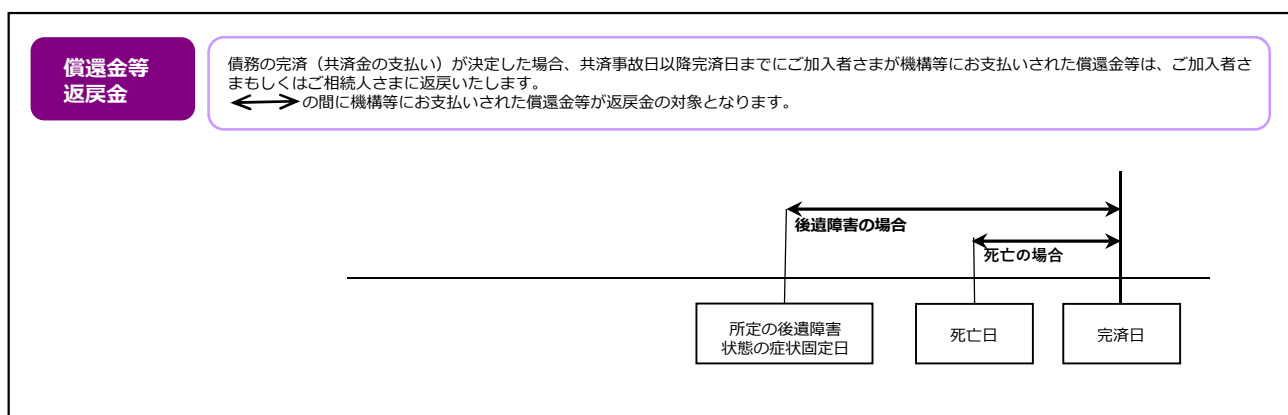 償還金等
返戻金
債務の完済（共済金の支払い）が決定した場合、共済事故日以降完済日までにご加入者さまが機構等にお支払いされた償還金等は、ご加入者さ
まもしくはご相続人さまに返戻いたします。
の間に機構等にお支払いされた償還金等が返戻金の対象となります。
後遺障害の場合
死亡の場合
所定の後遺障害
状態の症状固定日
死亡日
完済日